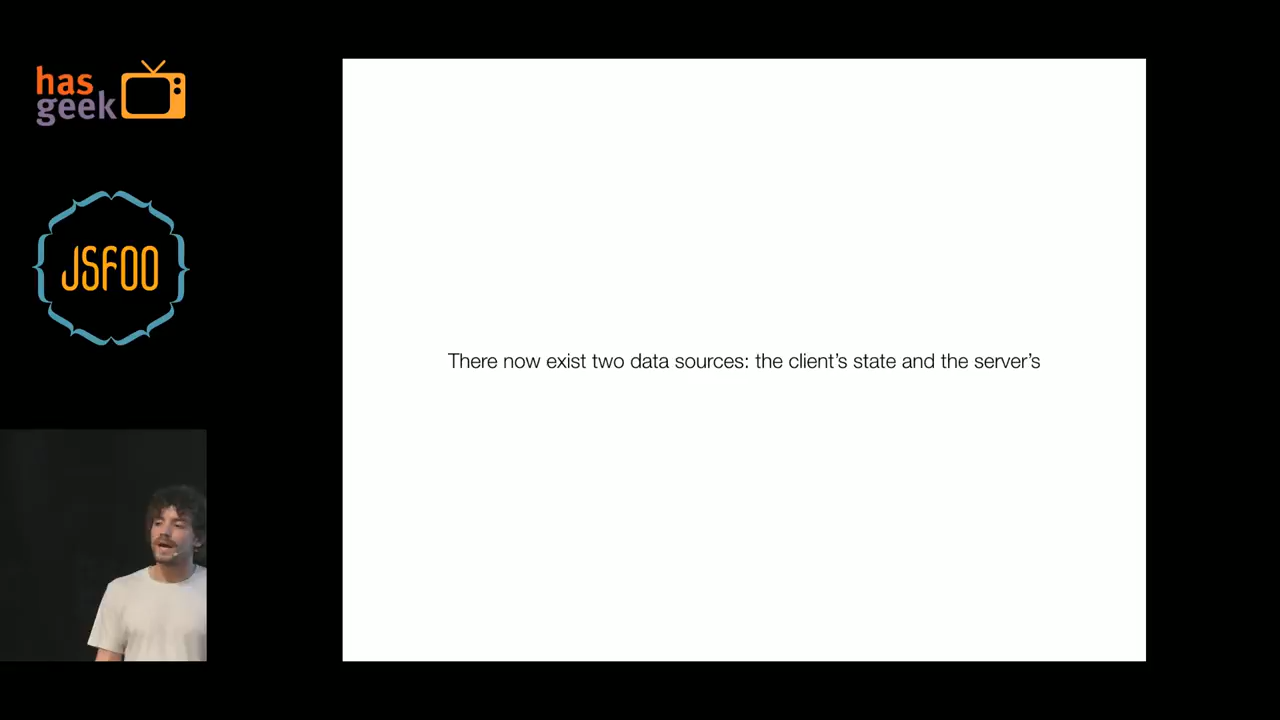 has
geek
JSFOO
There now exist two data sources: the client’s state and the server’s